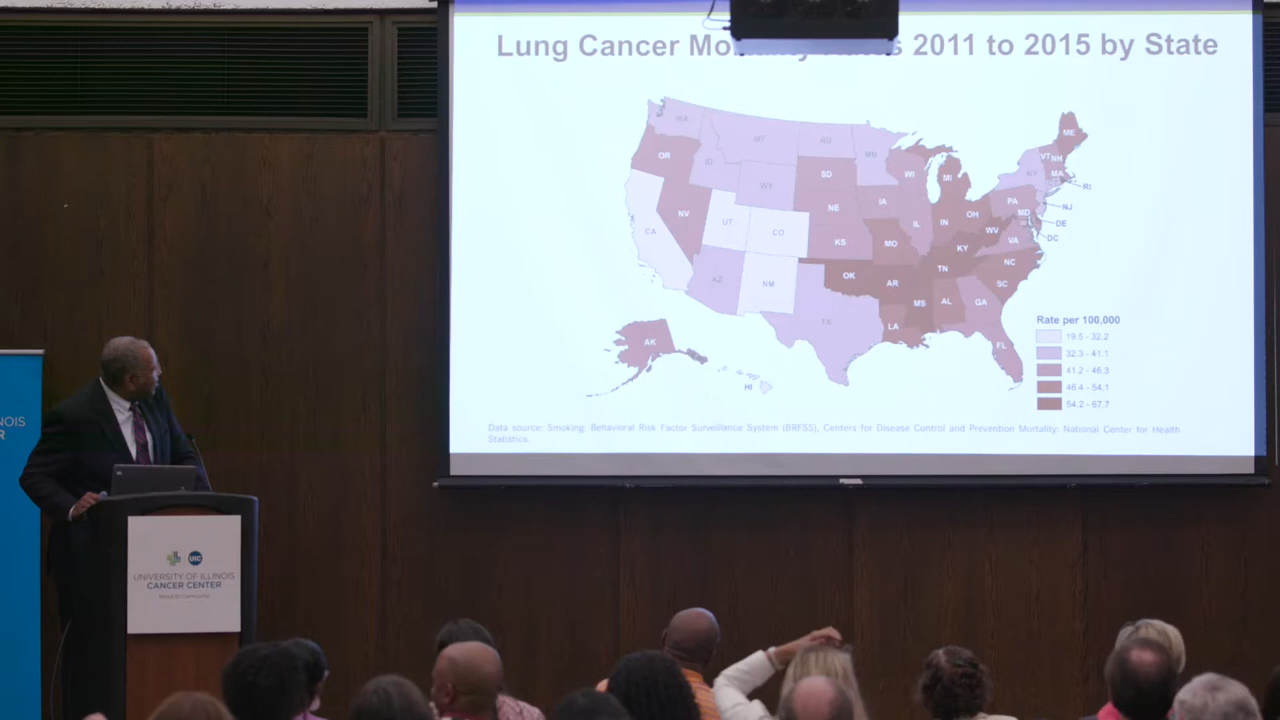 Lung Cancer Mo 2011 to 2015 by State
WA
MT
ND
MN
OR
ID
WY
SD
WI
MI
ME
VT
NH
NY
MA
RI
NV
UT
CO
NE
IA
IL
IN
OH
PA
NJ
MD
DE
DC
WV
VA
CA
KS
MO
KY
NC
TN
AZ
NM
OK
AR
SC
MS
AL
GA
TX
LA
FL
AK
HI
Rate per 100,000
19.5 - 32.2
32.3 - 41.1
41.2 - 46.3
46.4 - 54.1
54.2 - 67.7
Data source: Smoking: Behavioral Risk Factor Surveillance System (BRFSS), Centers for Disease Control and Prevention Mortality: National Center for Health
Statistics.
NOIS
R
UIC
UNIVERSITY OF ILLINOIS
CANCER CENTER